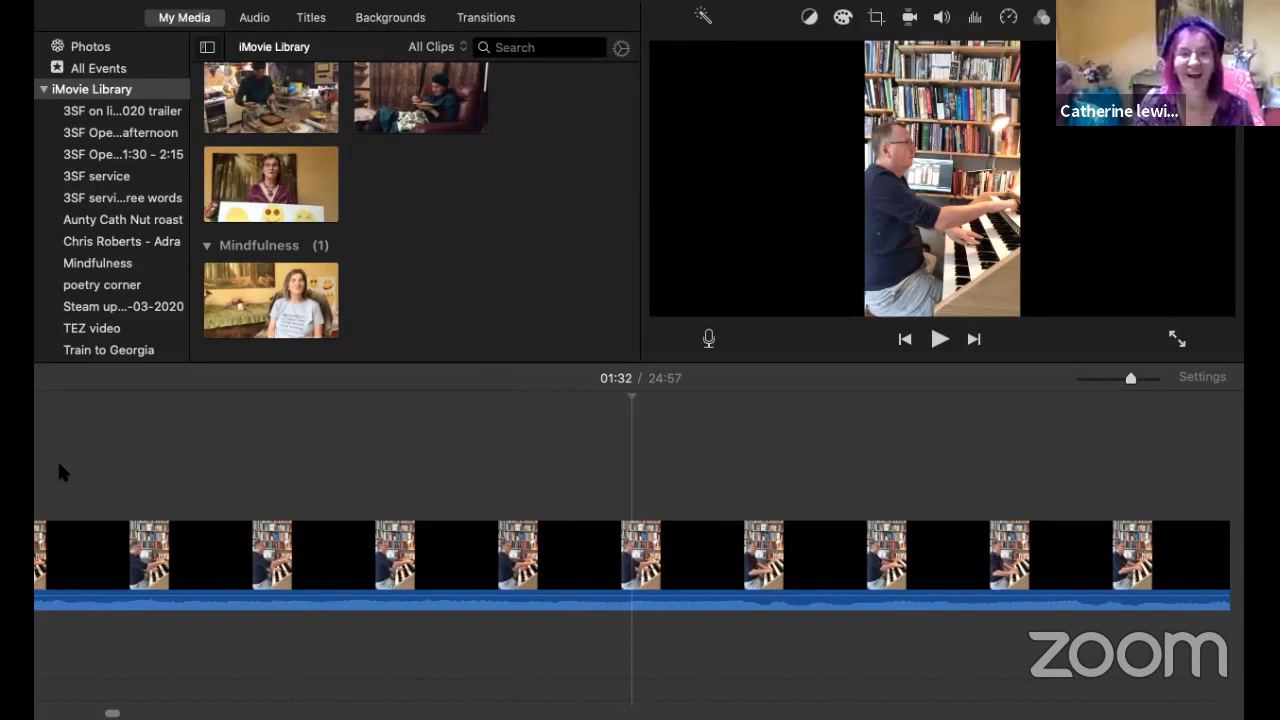 My Media Audio Titles Backgrounds Transitions
Photos
All Events
iMovie Library
3SF on li...020 trailer
3SF Ope...afternoon
3SF Ope...1:30 - 2:15
3SF service
3SF servi...ree words
Aunty Cath Nut roast
Chris Roberts - Adra
Mindfulness
poetry corner
Steam up...-03-2020
TEZ video
Train to Georgia
iMovie Library All Clips Search
Mindfulness (1)
Catherine lewi...
01:32 / 24:57
Settings
zoom